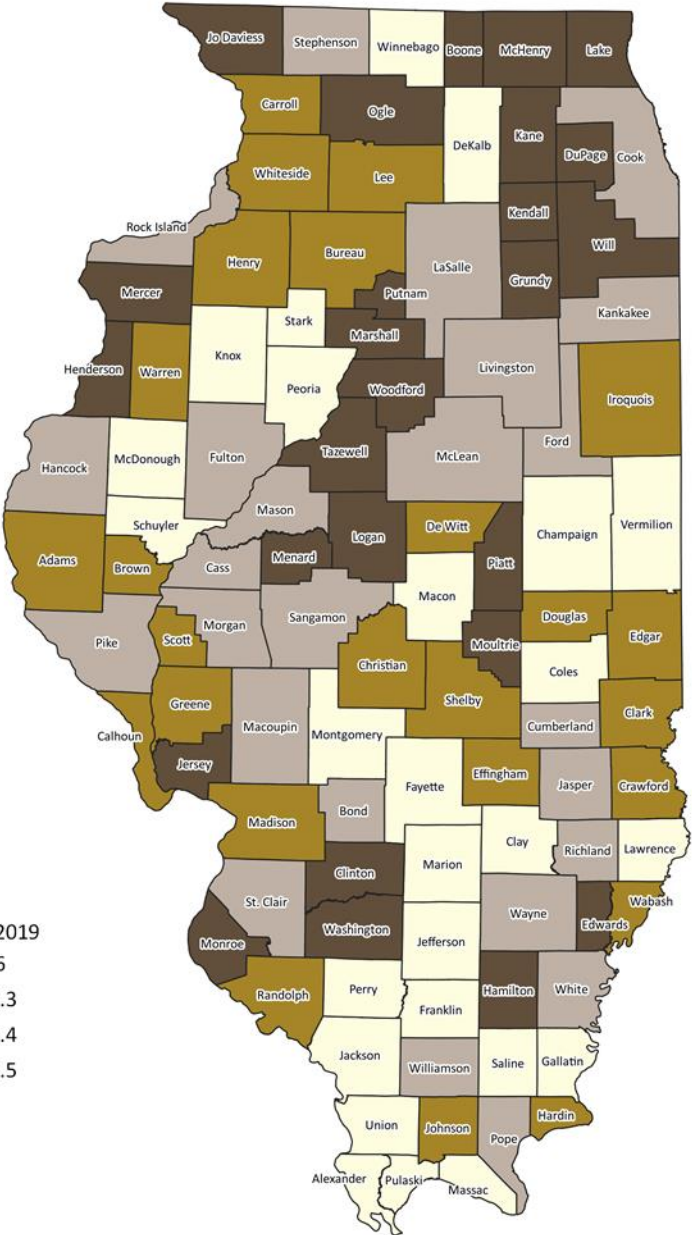 Jo Daviess
Stephenson
Winnebago
Boone
McHenry
Lake
Carroll
Ogle
DeKalb
Kane
DuPage
Cook
Whiteside
Lee
Kendall
Rock Island
Henry
Bureau
LaSalle
Grundy
Will
Mercer
Putnam
Kankakee
Stark
Marshall
Henderson
Warren
Knox
Peoria
Woodford
Livingston
Iroquois
Hancock
McDonough
Fulton
Tazewell
McLean
Ford
Mason
Schuyler
Logan
De Witt
Champaign
Vermilion
Adams
Brown
Cass
Menard
Piatt
Macon
Pike
Scott
Morgan
Sangamon
Christian
Moultrie
Douglas
Edgar
Coles
Shelby
Greene
Calhoun
Macoupin
Montgomery
Cumberland
Clark
Jersey
Fayette
Effingham
Jasper
Crawford
Madison
Bond
Clay
Richland
Lawrence
Clinton
Marion
St. Clair
Wayne
Wabash
Edwards
Monroe
Washington
Jefferson
Randolph
Perry
Hamilton
White
Franklin
Jackson
Williamson
Saline
Gallatin
Union
Johnson
Pope
Hardin
Alexander
Pulaski
Massac
2019
.3
.4
.5